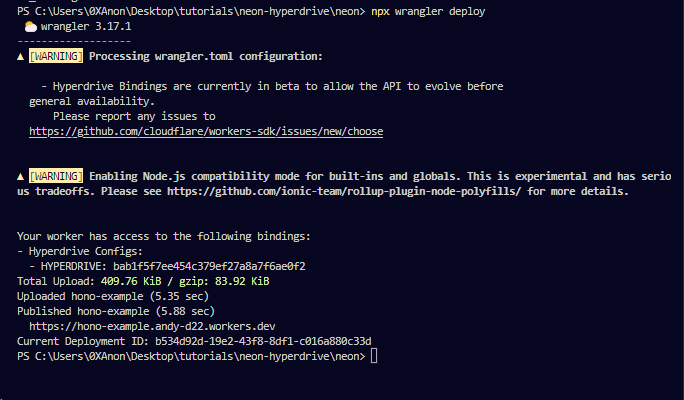 PS C:\Users\0XAnon\Desktop\tutorials\neon-hyperdrive\neon> npx wrangler deploy
⛅ wrangler 3.17.1
-------------------
▲ [WARNING] Processing wrangler.toml configuration:
- Hyperdrive Bindings are currently in beta to allow the API to evolve before
general availability.
Please report any issues to
https://github.com/cloudflare/workers-sdk/issues/new/choose
▲ [WARNING] Enabling Node.js compatibility mode for built-ins and globals. This is experimental and has serio
us tradeoffs. Please see https://github.com/ionic-team/rollup-plugin-node-polyfills/ for more details.
Your worker has access to the following bindings:
- Hyperdrive Configs:
- HYPERDRIVE: bab1f5f7ee454c379ef27a8a7f6ae0f2
Total Upload: 409.76 KiB / gzip: 83.92 KiB
Uploaded hono-example (5.35 sec)
Published hono-example (5.88 sec)
https://hono-example.andy-d22.workers.dev
Current Deployment ID: b534d92d-19e2-43f8-8df1-c016a880c33d
PS C:\Users\0XAnon\Desktop\tutorials\neon-hyperdrive\neon>